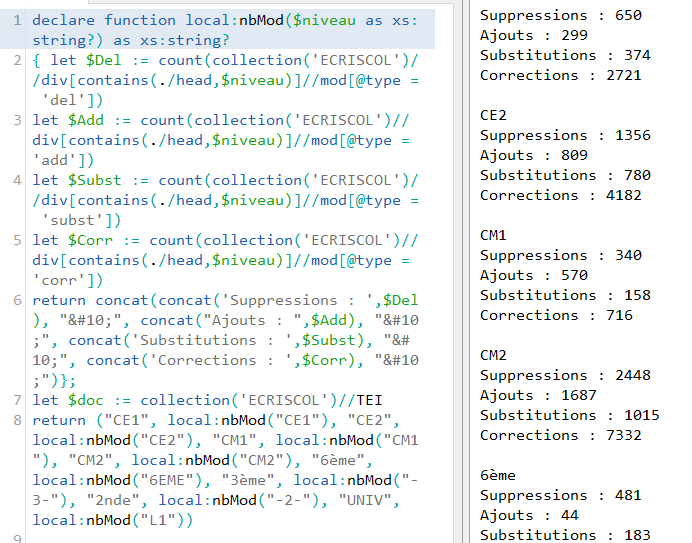 1 declare function local:nbMod($niveau as xs:
string?) as xs:string?
2 { let $Del := count(collection('ECRISCOL')/
/div[contains(./head,$niveau)]//mod[@type =
'del'])
3 let $Add := count(collection('ECRISCOL')//
div[contains(./head,$niveau)]//mod[@type =
'add'])
4 let $Subst := count(collection('ECRISCOL')/
/div[contains(./head,$niveau)]//mod[@type =
'subst'])
5 let $Corr := count(collection('ECRISCOL')//
div[contains(./head,$niveau)]//mod[@type =
'corr'])
6 return concat(concat('Suppressions : ',$Del
), "&#10;", concat("Ajouts : ",$Add), "&#10
;", concat('Substitutions : ',$Subst), "&#
10;", concat('Corrections : ',$Corr), "&#10
;")};
7 let $doc := collection('ECRISCOL')//TEI
8 return ("CE1", local:nbMod("CE1"), "CE2",
local:nbMod("CE2"), "CM1", local:nbMod("CM1
"), "CM2", local:nbMod("CM2"), "6ème",
local:nbMod("6EME"), "3ème", local:nbMod("-
3-"), "2nde", local:nbMod("-2-"), "UNIV",
local:nbMod("L1"))
9
Suppressions : 650
Ajouts : 299
Substitutions : 374
Corrections : 2721
CE2
Suppressions : 1356
Ajouts : 809
Substitutions : 780
Corrections : 4182
CM1
Suppressions : 340
Ajouts : 570
Substitutions : 158
Corrections : 716
CM2
Suppressions : 2448
Ajouts : 1687
Substitutions : 1015
Corrections : 7332
6ème
Suppressions : 481
Ajouts : 44
Substitutions : 183